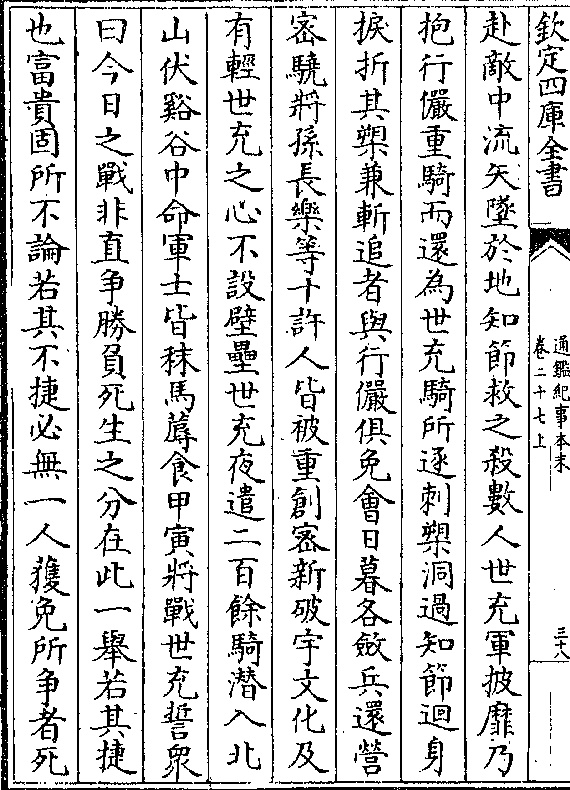 欽定四庫全書
通鑑紀事本末
卷二十七上
三十八
赴敵中流矢墜於地知節救之殺數人世充軍披靡乃
抱行儼重騎而還為世充騎所逐刺槊洞過知節迴身
捩折其槊兼斬追者與行儼俱免會日暮各斂兵還營
宻驍將孫長樂等十許人皆被重創宻新破宇文化及
有輕世充之心不設壁壘世充夜遣二百餘騎潛入北
山伏谿谷中命軍士皆秣馬蓐食甲寅將戰世充誓衆
曰今日之戰非直爭勝負死生之分在此一舉若其捷
也富貴固所不論若其不捷必無一人獲免所爭者死